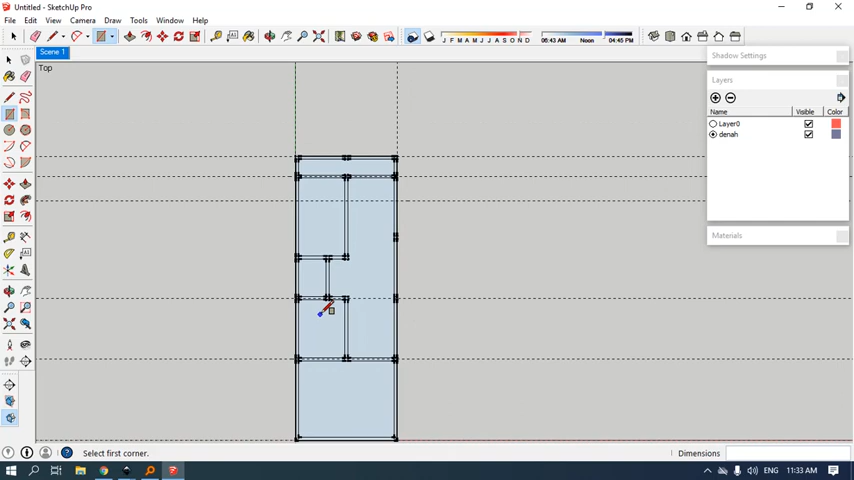 Untitled - SketchUp Pro
File Edit View Camera Draw Tools Window Help
J F M A M J J A S O N D 06:43 AM Noon 04:45 PM
Scene 1
Top
Shadow Settings
Layers
Name Visible Color
Layer0
denah
Materials
Select first corner.
Dimensions
ENG 11:33 AM